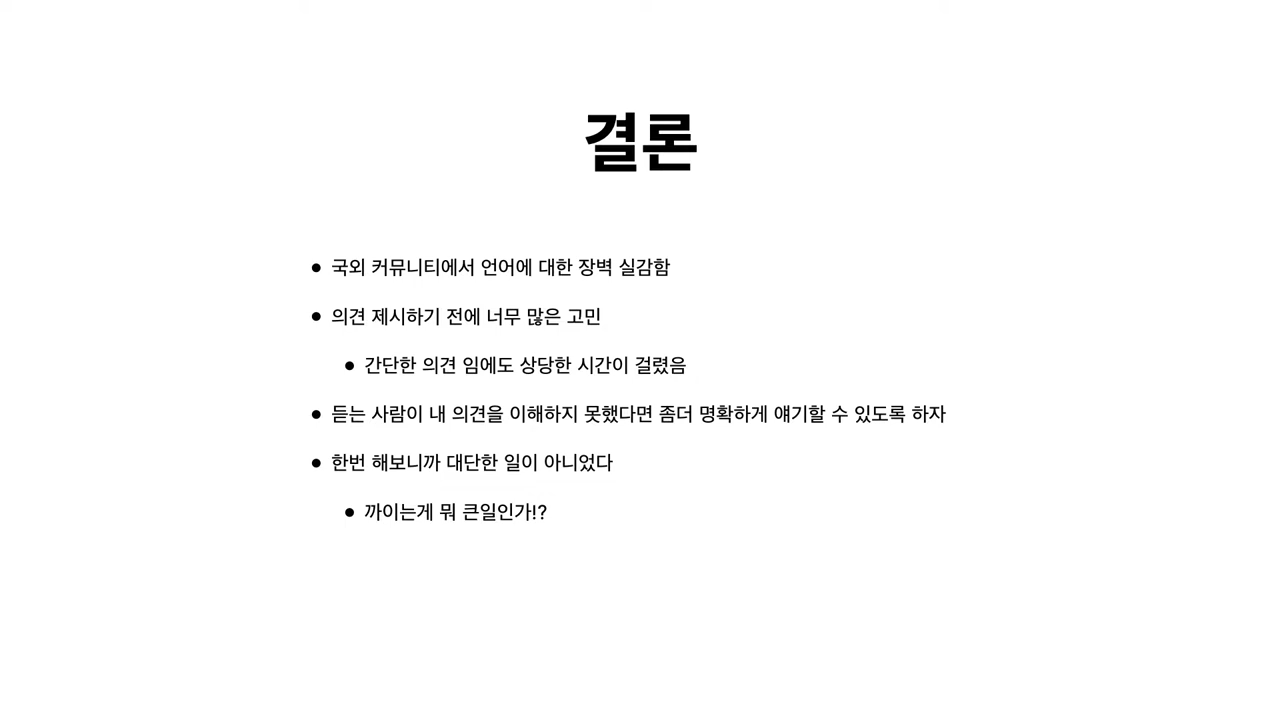 결론
국외 커뮤니티에서 언어에 대한 장벽 실감함
의견 제시하기 전에 너무 많은 고민
간단한 의견 임에도 상당한 시간이 걸렸음
듣는 사람이 내 의견을 이해하지 못했다면 좀더 명확하게 얘기할 수 있도록 하자
한번 해보니까 대단한 일이 아니었다
까이는게 뭐 큰일인가!?